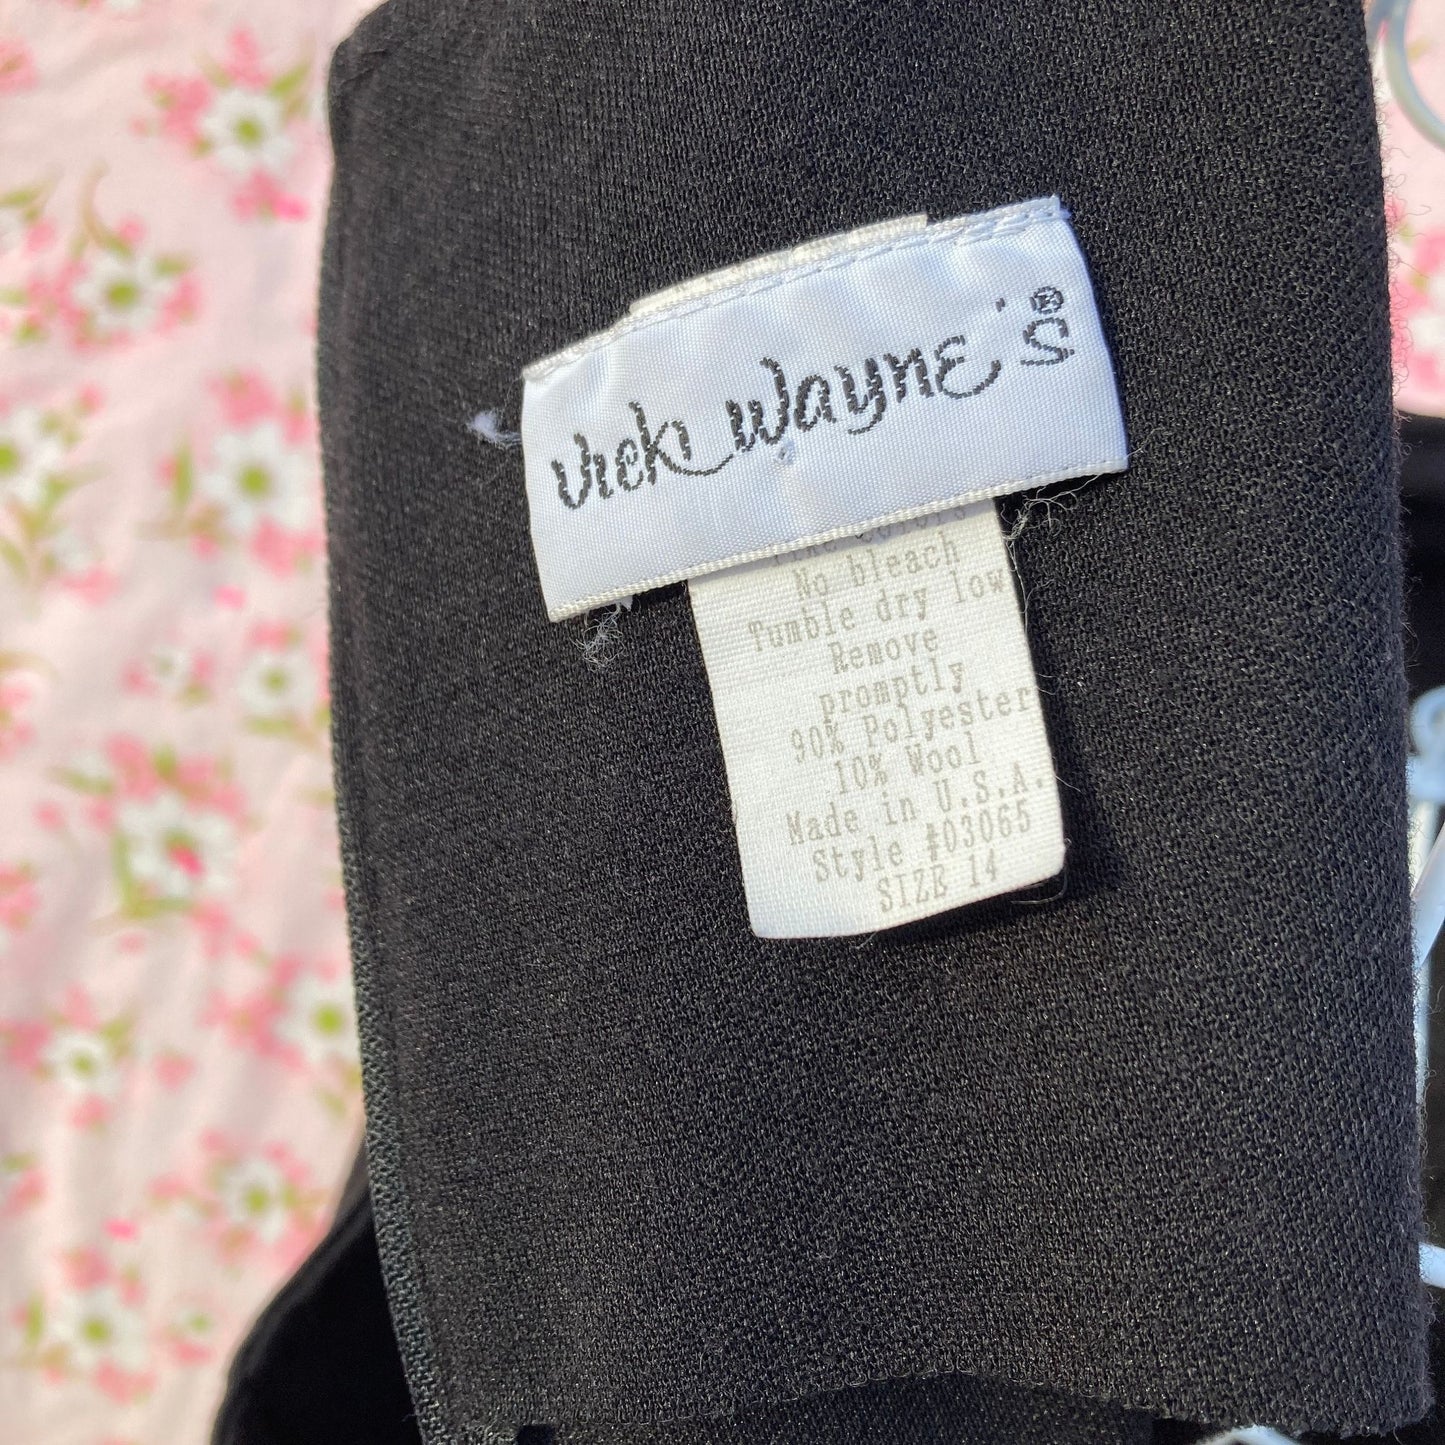 Vicki Wayne's®
Colors
No bleach
Tumble dry low
Remove
promptly
90% Polyester
10% Wool
Made in U.S.A.
Style #03065
SIZE 14